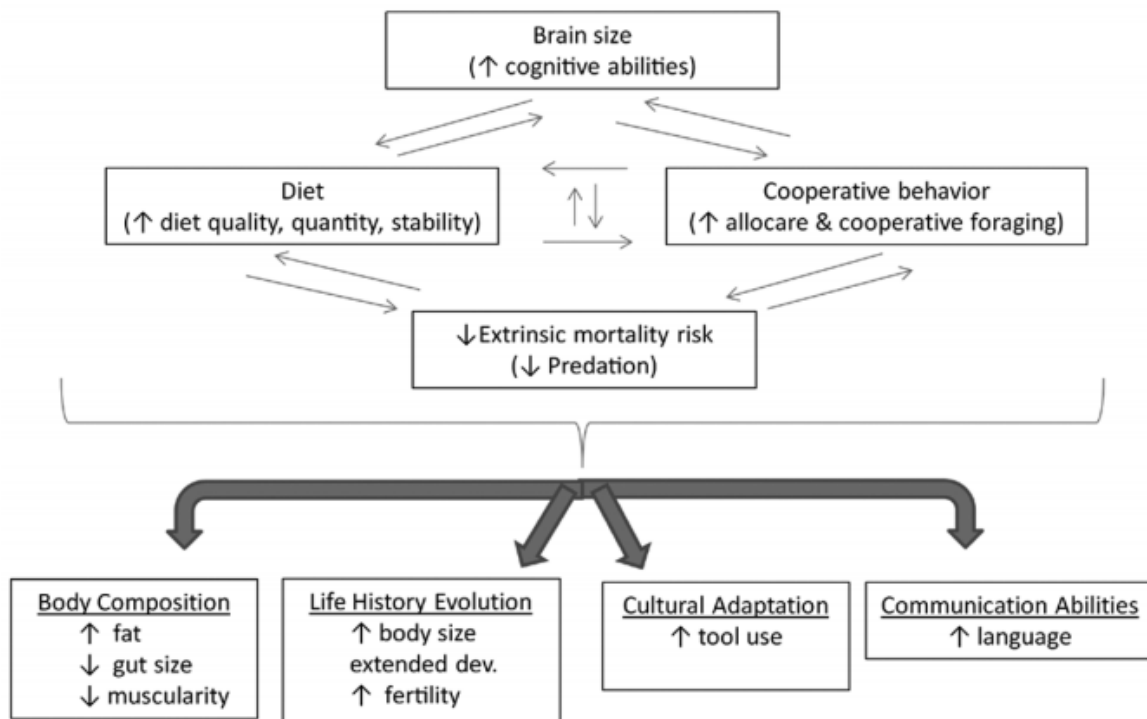 Brain size
(↑ cognitive abilities)
Diet
(↑ diet quality, quantity, stability)
Cooperative behavior
(↑ allocare & cooperative foraging)
↓Extrinsic mortality risk
(↓ Predation)
Body Composition
↑ fat
↓ gut size
↓ muscularity
Life History Evolution
↑ body size
extended dev.
↑ fertility
Cultural Adaptation
↑ tool use
Communication Abilities
↑ language